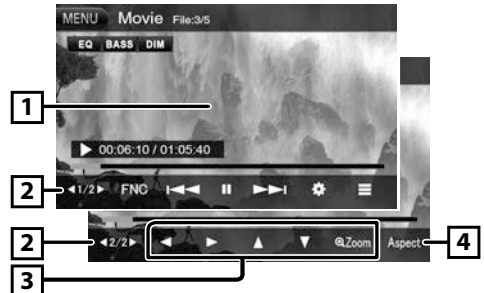 MENU Movie File:3/5
EQ BASS DIM
1
▶ 00:06:10 / 01:05:40
2 ◀1/2▶ FNC
2 ◀2/2▶ Zoom Aspect 4
3